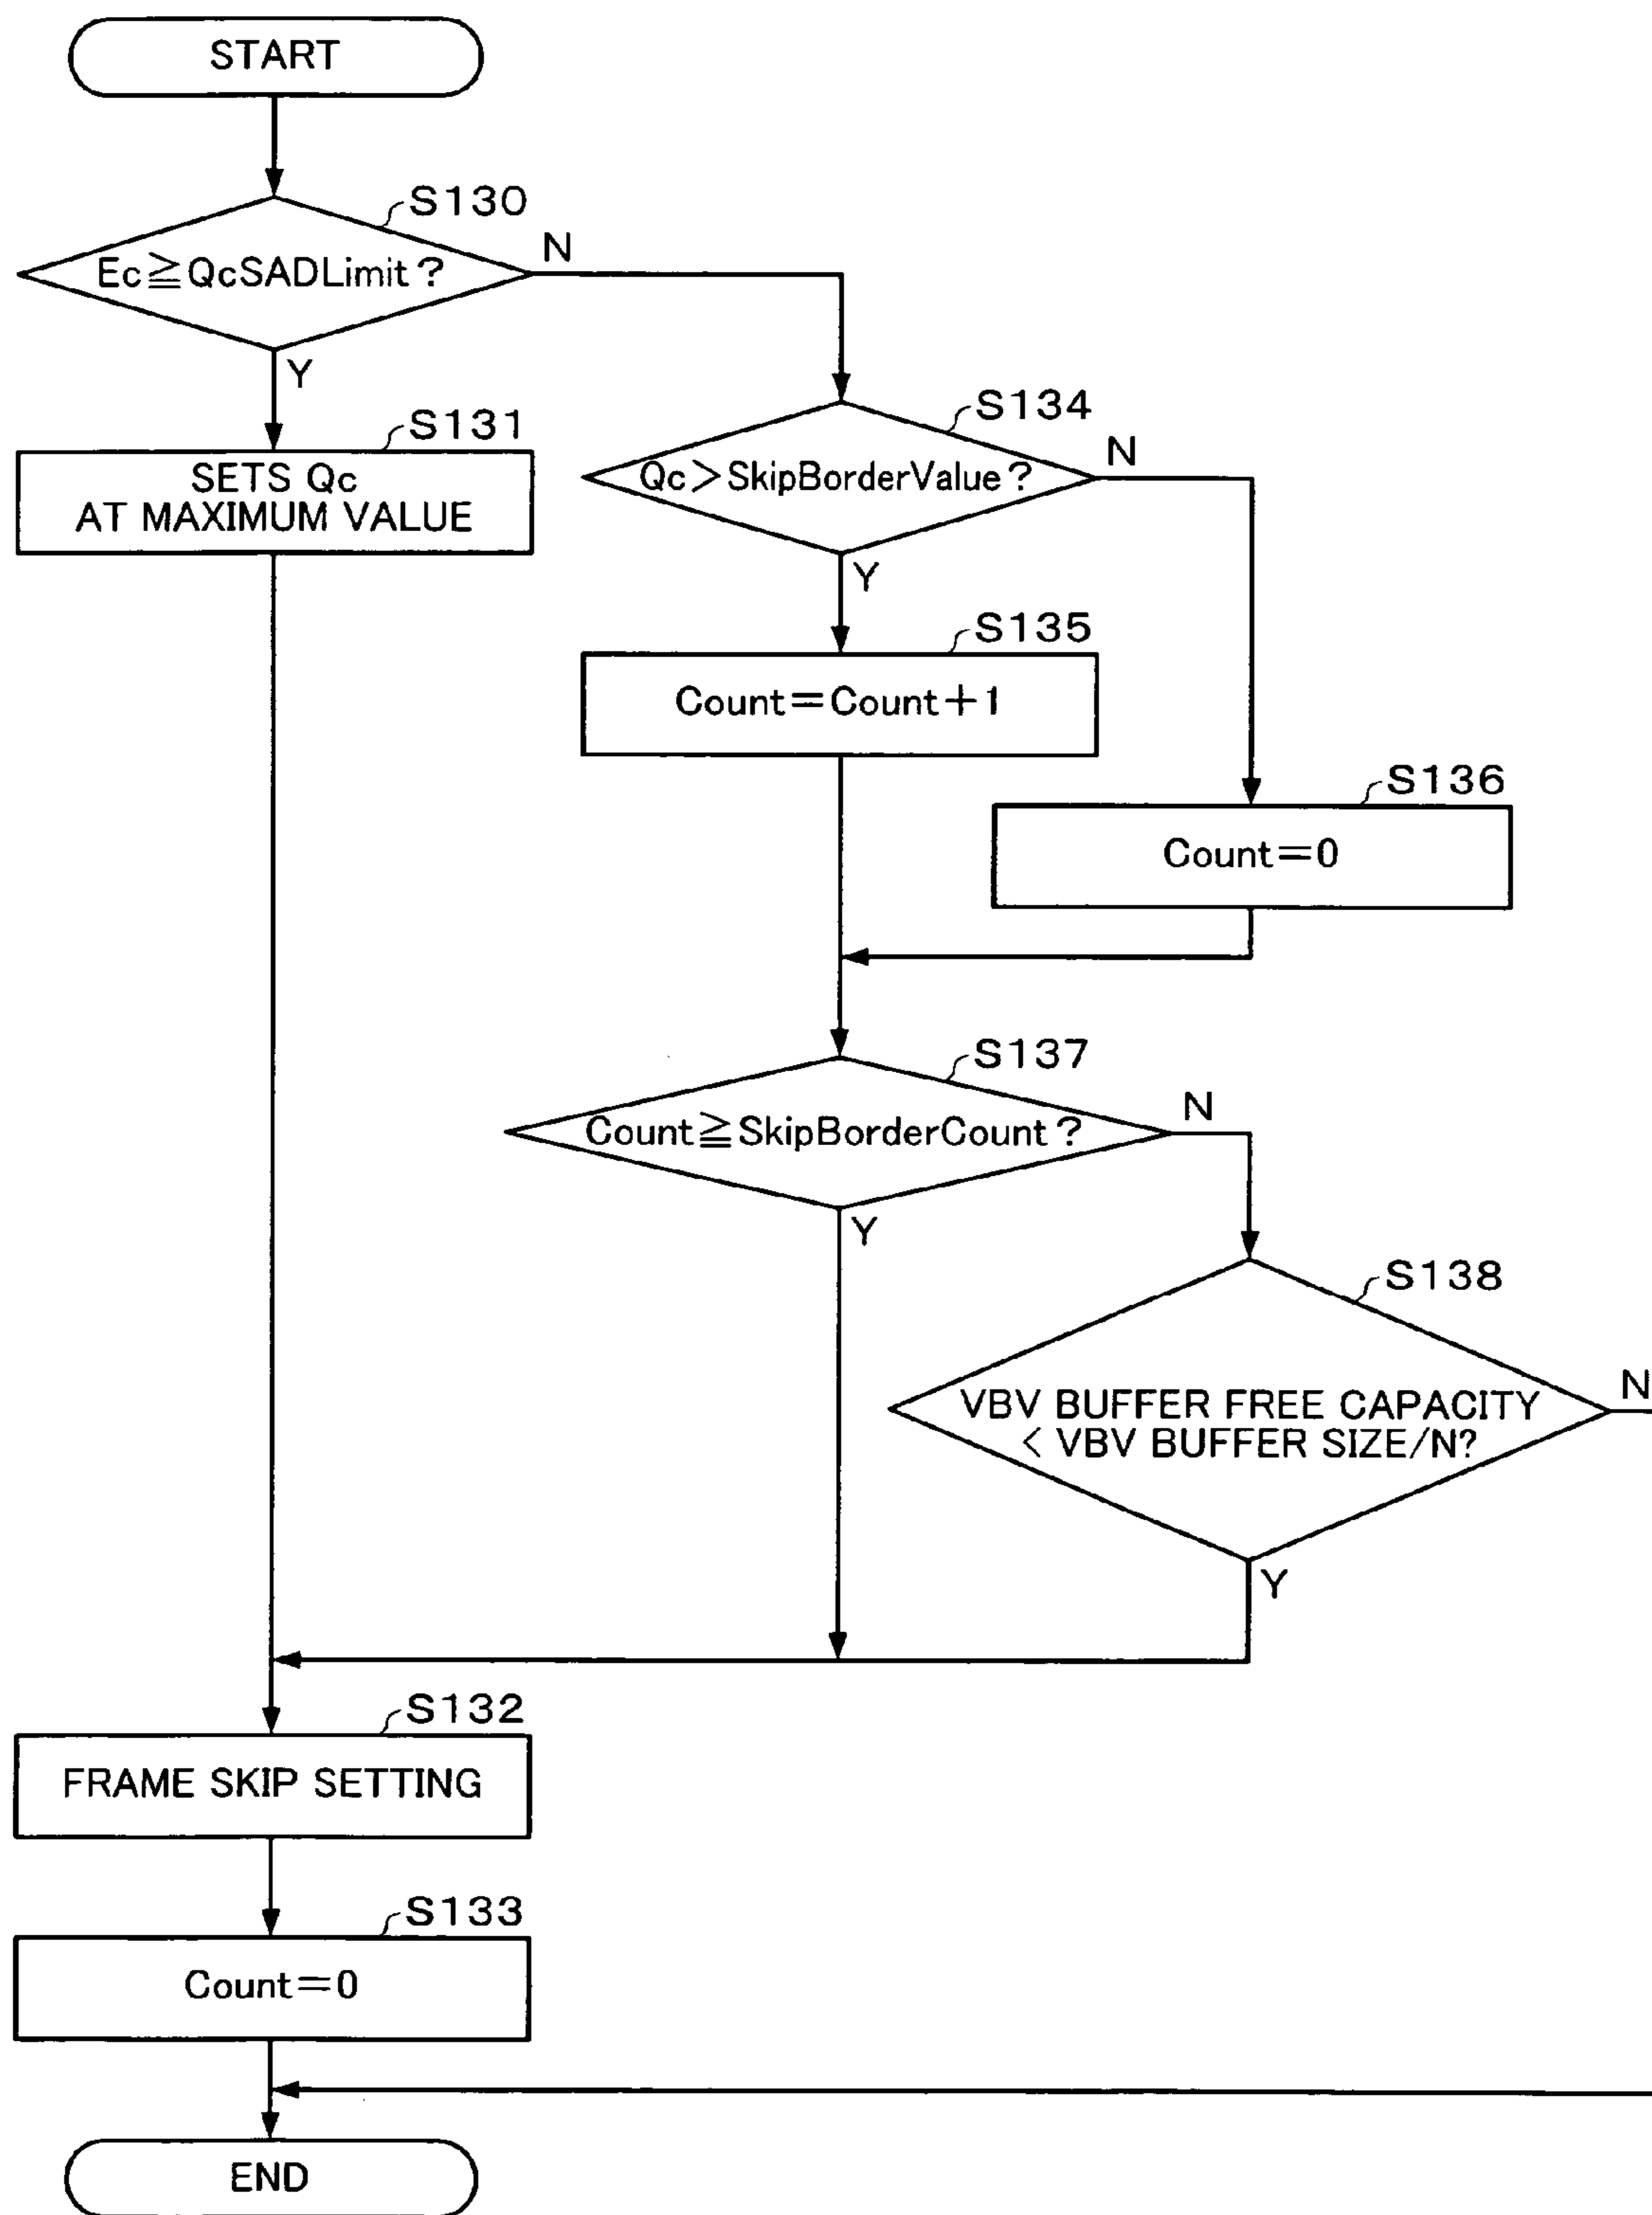 START
S130
Ec≧QcSADLimit?
N
Y
S131
SETS Qc
AT MAXIMUM VALUE
S134
Qc>SkipBorderValue?
N
Y
S135
Count=Count+1
S136
Count=0
S137
Count≧SkipBorderCount?
N
Y
S138
VBV BUFFER FREE CAPACITY
< VBV BUFFER SIZE/N?
N
Y
S132
FRAME SKIP SETTING
S133
Count=0
END